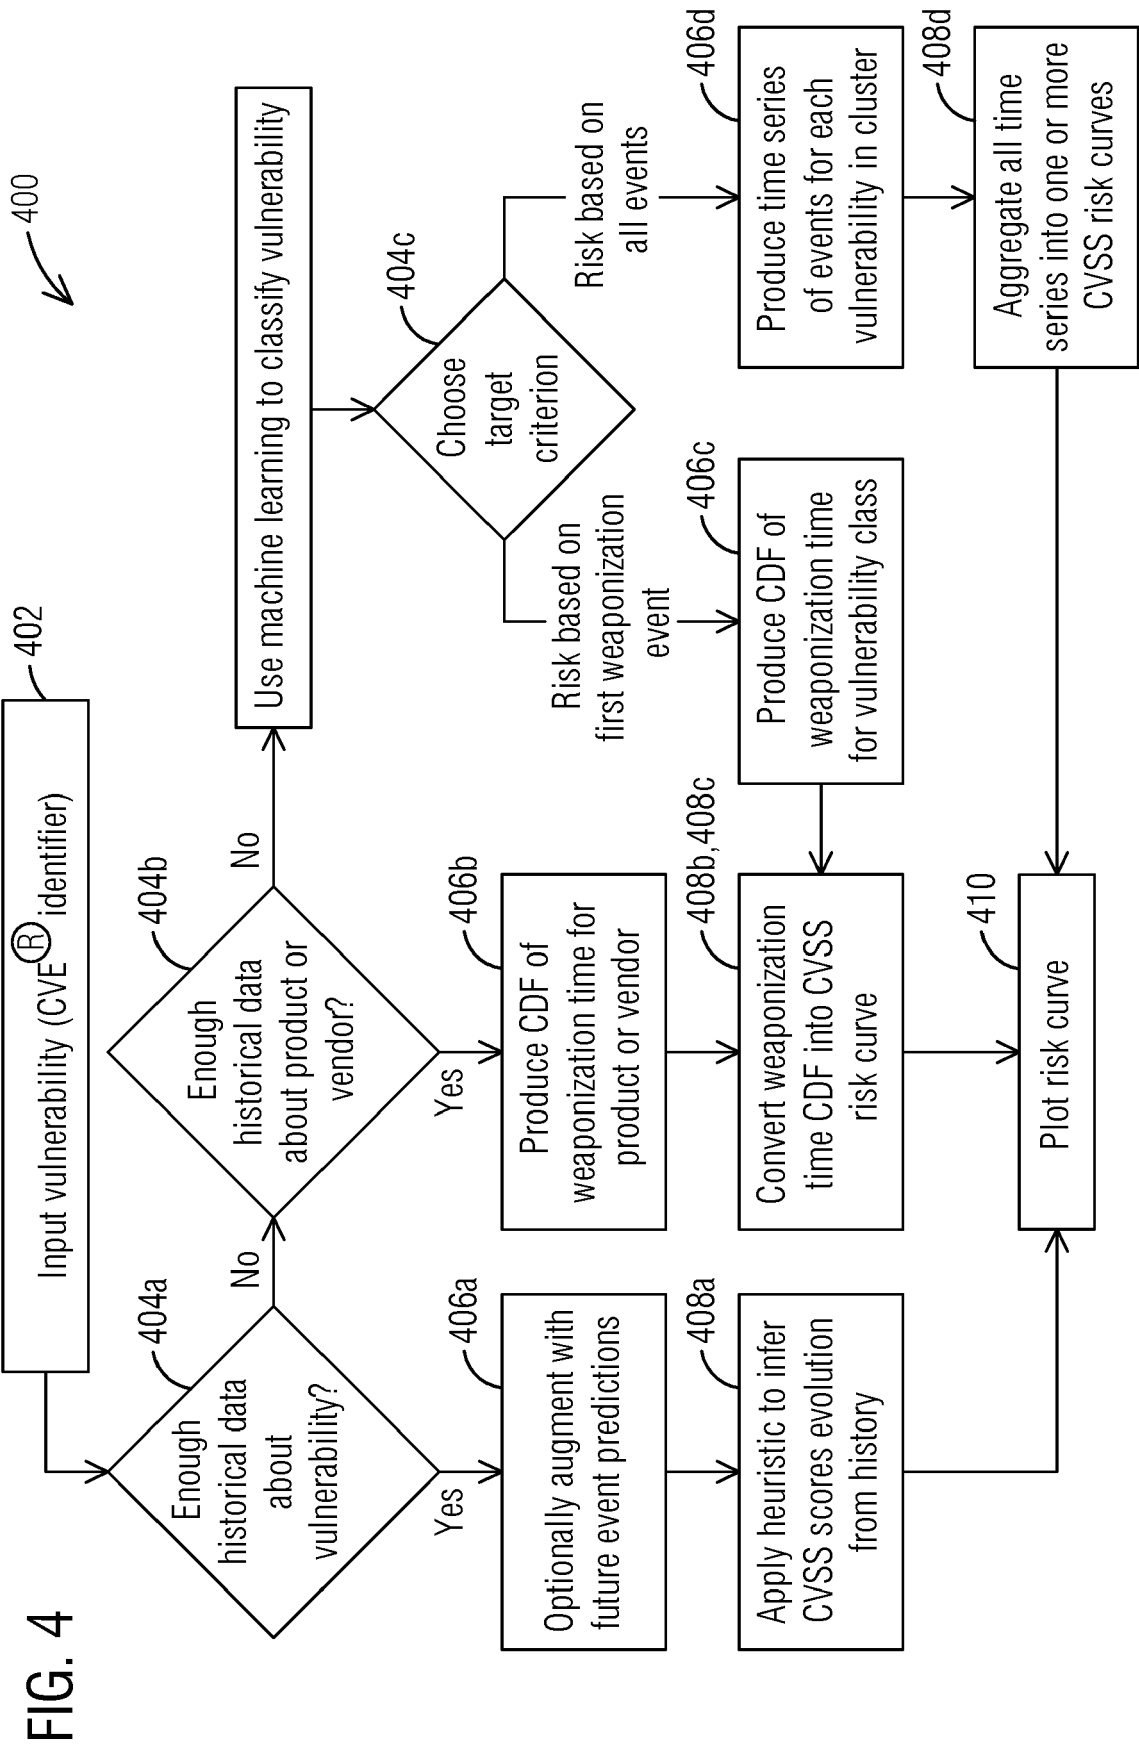 FIG. 4
400
402
Input vulnerability (CVE® identifier)
404a
Enough
historical data
about
vulnerability?
No
Yes
404b
Enough
historical data
about product or
vendor?
No
Yes
Use machine learning to classify vulnerability
404c
Choose
target
criterion
Risk based on
first weaponization
event
Risk based on
all events
406a
Optionally augment with
future event predictions
406b
Produce CDF of
weaponization time for
product or vendor
406c
Produce CDF of
weaponization time
for vulnerability class
406d
Produce time series
of events for each
vulnerability in cluster
408a
Apply heuristic to infer
CVSS scores evolution
from history
408b,408c
Convert weaponization
time CDF into CVSS
risk curve
408d
Aggregate all time
series into one or more
CVSS risk curves
410
Plot risk curve